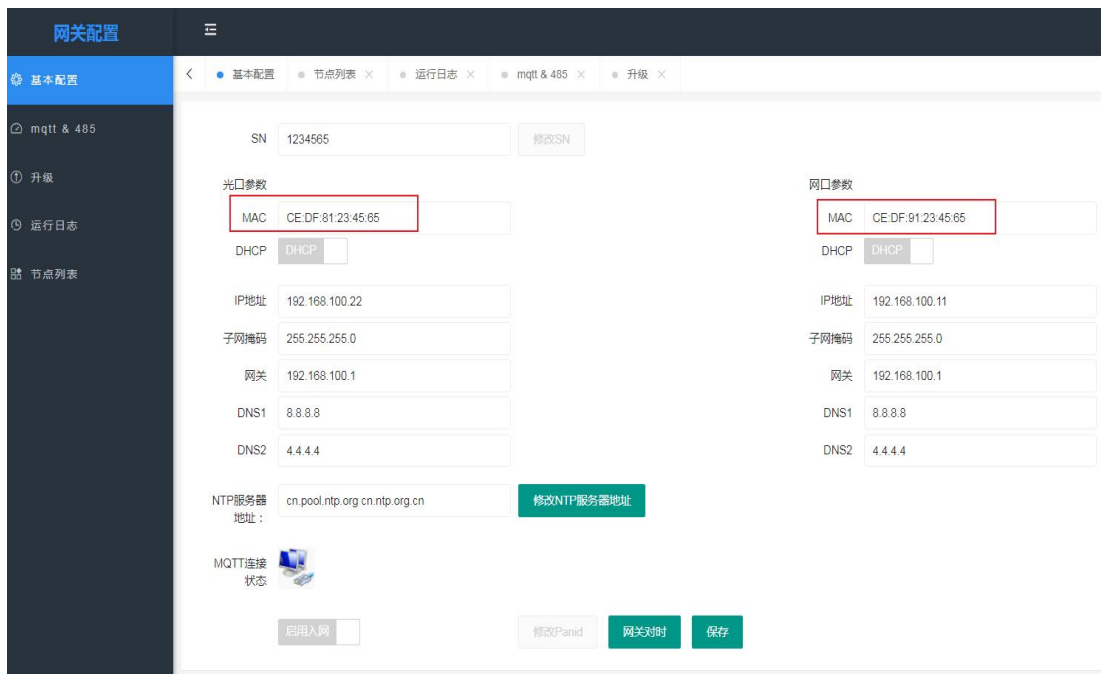 网关配置
基本配置
mqtt & 485
升级
运行日志
节点列表
基本配置 节点列表 运行日志 mqtt & 485 升级
SN 1234565 修改SN
光口参数 网口参数
MAC CE:DF:81:23:45:65 MAC CE:DF:91:23:45:65
DHCP DHCP DHCP DHCP
IP地址 192.168.100.22 IP地址 192.168.100.11
子网掩码 255.255.255.0 子网掩码 255.255.255.0
网关 192.168.100.1 网关 192.168.100.1
DNS1 8.8.8.8 DNS1 8.8.8.8
DNS2 4.4.4.4 DNS2 4.4.4.4
NTP服务器 cn.pool.ntp.org cn.ntp.org.cn 修改NTP服务器地址
地址：
MQTT连接
状态
启用入网 修改Panid 网关对时 保存